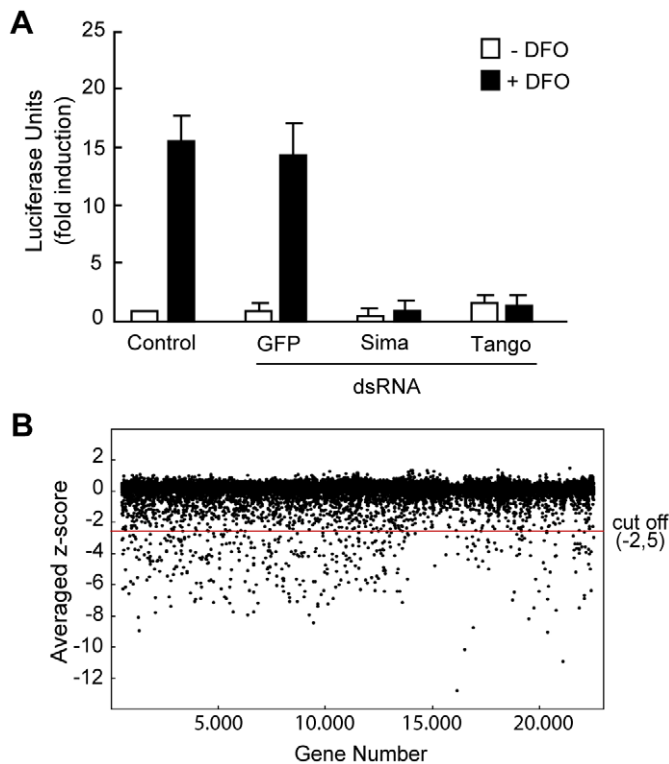 A
Luciferase Units
(fold induction)
25
20
15
10
5
0
- DFO
+ DFO
Control
GFP
Sima
Tango
dsRNA
B
Averaged z-score
2
0
-2
-4
-6
-8
-10
-12
cut off
(-2,5)
5.000
10.000
15.000
20.000
Gene Number